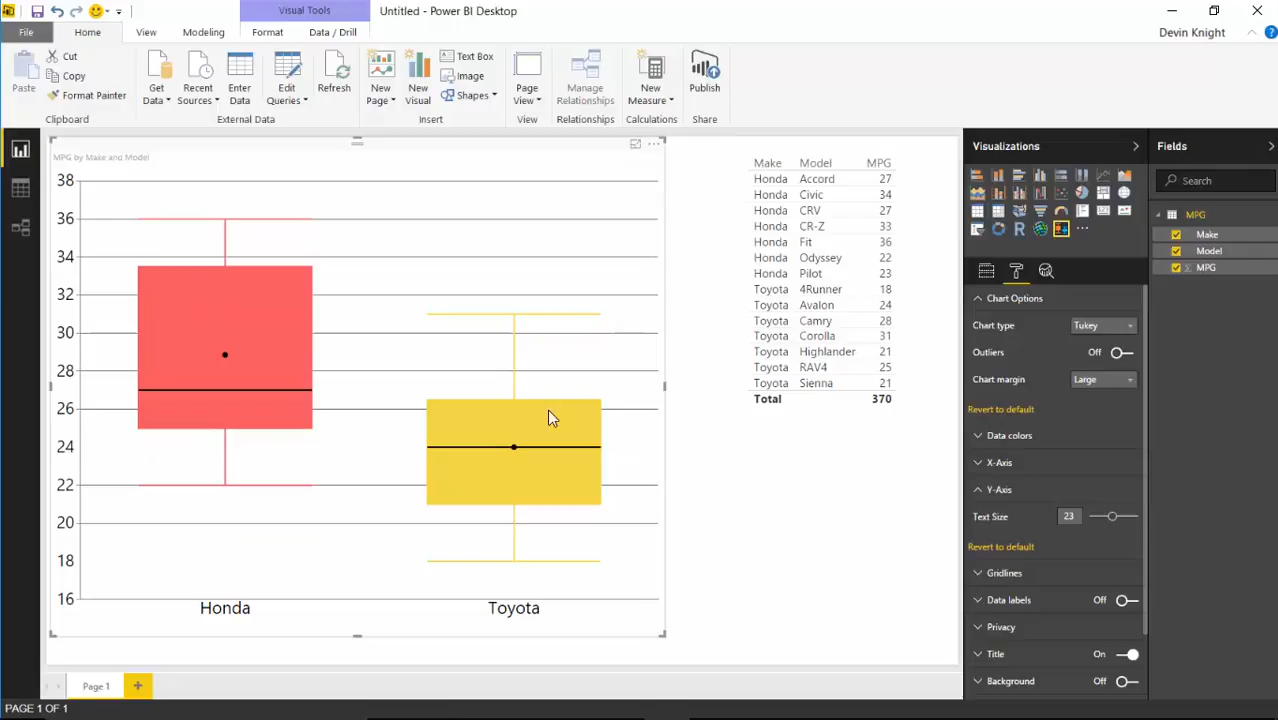 Visual Tools
Untitled - Power BI Desktop
File
Home
View
Modeling
Format
Data / Drill
Devin Knight
?
Paste
Cut
Copy
Format Painter
Clipboard
Get Data
Recent Sources
Enter Data
Edit Queries
Refresh
External Data
New Page
New Visual
Text Box
Image
Shapes
Insert
Page View
View
Manage Relationships
Relationships
New Measure
Calculations
Publish
Share
MPG by Make and Model
38
36
34
32
30
28
26
24
22
20
18
16
Honda
Toyota
Make Model MPG
Honda Accord 27
Honda Civic 34
Honda CRV 27
Honda CR-Z 33
Honda Fit 36
Honda Odyssey 22
Honda Pilot 23
Toyota 4Runner 18
Toyota Avalon 24
Toyota Camry 28
Toyota Corolla 31
Toyota Highlander 21
Toyota RAV4 25
Toyota Sienna 21
Total 370
Visualizations
R
Chart Options
Chart type Tukey
Outliers Off
Chart margin Large
Revert to default
Data colors
X-Axis
Y-Axis
Text Size 23
Revert to default
Gridlines
Data labels Off
Privacy
Title On
Background Off
Fields
Search
MPG
Make
Model
Σ MPG
Page 1
PAGE 1 OF 1